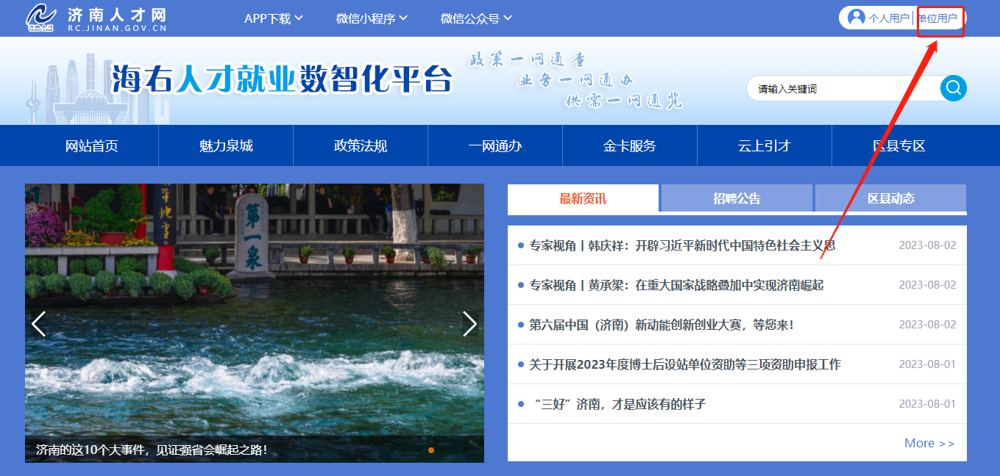 济南人才网
RC.JINAN.GOV.CN
APP下载
微信小程序
微信公众号
个人用户
单位用户
海右人才就业数智化平台
政策一网通查
业务一网通办
供需一网通览
请输入关键词
网站首页
魅力泉城
政策法规
一网通办
金卡服务
云上引才
区县专区
第一泉
最新资讯
招聘公告
区县动态
专家视角丨韩庆祥：开辟习近平新时代中国特色社会主义思 2023-08-02
专家视角丨黄承梁：在重大国家战略叠加中实现济南崛起 2023-08-02
第六届中国（济南）新动能创新创业大赛，等您来！ 2023-08-02
关于开展2023年度博士后设站单位资助等三项资助申报工作 2023-08-01
“三好”济南，才是应该有的样子 2023-08-01
More >>
济南的这10个大事件，见证强省会崛起之路！